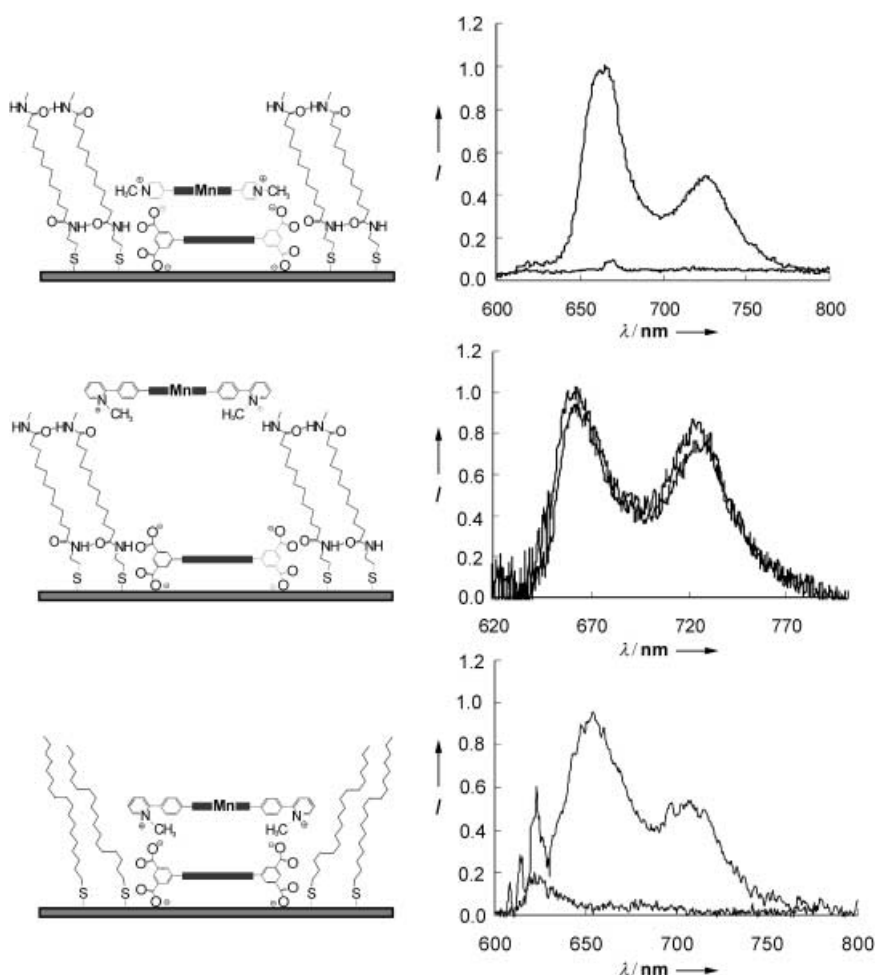 HN O HN O HN O HN O
H₃C N⊕ Mn N⊕ CH₃
O NH O NH O⊖ O ⊖O O O NH O NH
O O⊖ O ⊖O
S S S S
1.2
1.0
0.8
I
0.6
0.4
0.2
0.0
600 650 700 750 800
λ/nm
N⊕ CH₃ Mn H₃C N
HN O HN O HN O HN O
O NH O NH O⊖ O ⊖O O O NH O NH
O O⊖ O O
S S S S
1.2
1.0
0.8
I
0.6
0.4
0.2
0.0
620 670 720 770
λ/nm
N⊕ CH₃ Mn H₃C N⊕
O⊖ O ⊖O O
S S O O⊖ O ⊖O S S
1.2
1.0
0.8
I
0.6
0.4
0.2
0.0
600 650 700 750 800
λ/nm